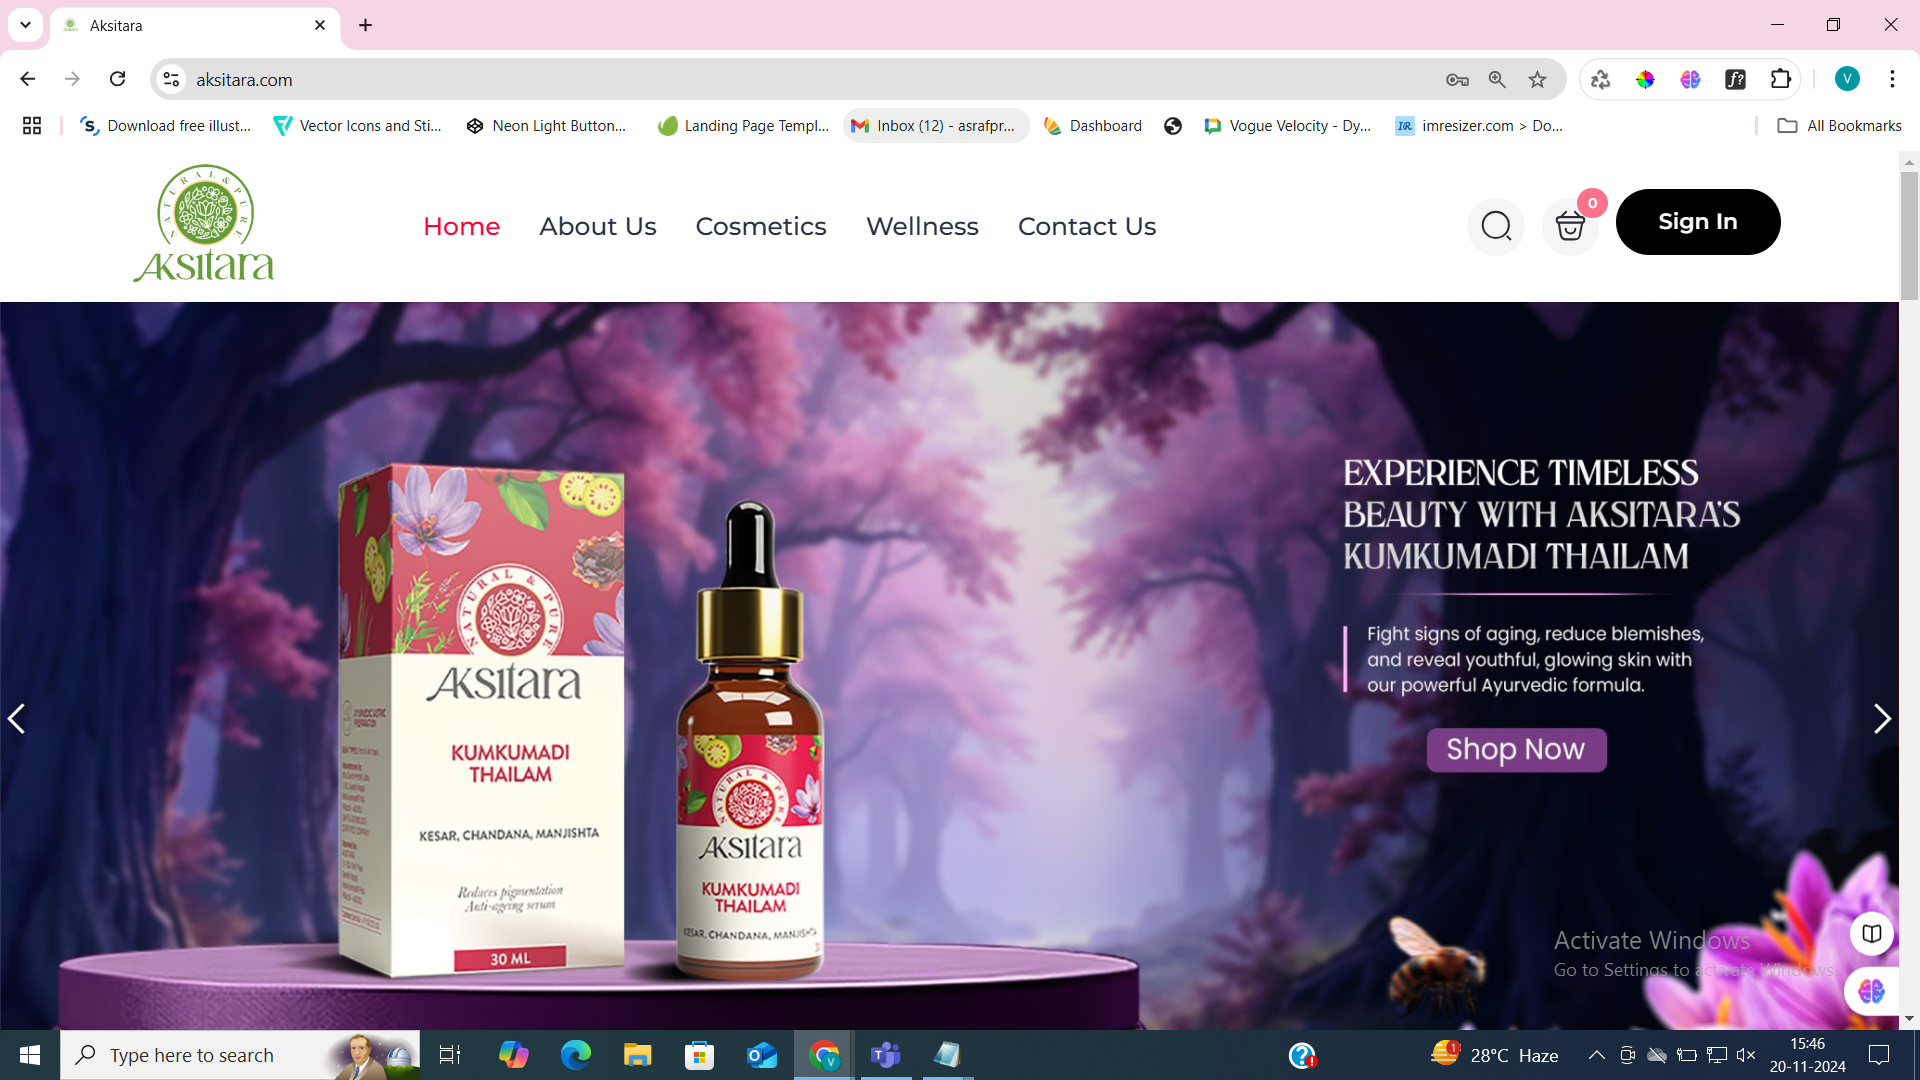 Aksitara
aksitara.com
V
Download free illust...
Vector Icons and Sti...
Neon Light Button...
Landing Page Templ...
Inbox (12) - asrafpr...
Dashboard
Vogue Velocity - Dy...
imresizer.com > Do...
All Bookmarks
NATURAL & PURE
Aksitara
Home
About Us
Cosmetics
Wellness
Contact Us
0
Sign In
EXPERIENCE TIMELESS
BEAUTY WITH AKSITARA'S
KUMKUMADI THAILAM
Fight signs of aging, reduce blemishes,
and reveal youthful, glowing skin with
our powerful Ayurvedic formula.
Shop Now
NATURAL & PURE
Aksitara
KUMKUMADI
THAILAM
KESAR, CHANDANA, MANJISHTA
Reduces pigmentation
Anti-ageing serum
30 ML
NATURAL & PURE
Aksitara
KUMKUMADI
THAILAM
KESAR, CHANDANA, MANJISHTA
Activate Windows
Go to Settings to activate Windows.
Type here to search
1
28°C Haze
15:46
20-11-2024